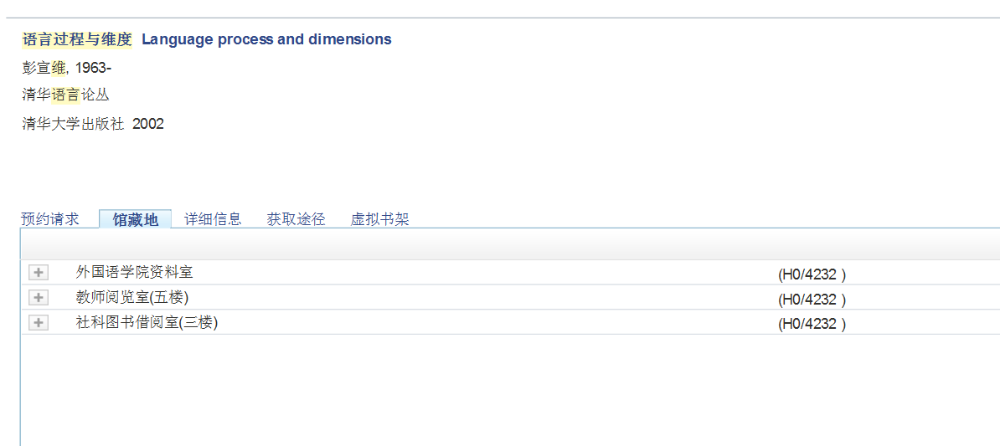 语言过程与维度 Language process and dimensions
彭宣维, 1963-
清华语言论丛
清华大学出版社 2002
预约请求 馆藏地 详细信息 获取途径 虚拟书架
外国语学院资料室 (H0/4232 )
教师阅览室(五楼) (H0/4232 )
社科图书借阅室(三楼) (H0/4232 )